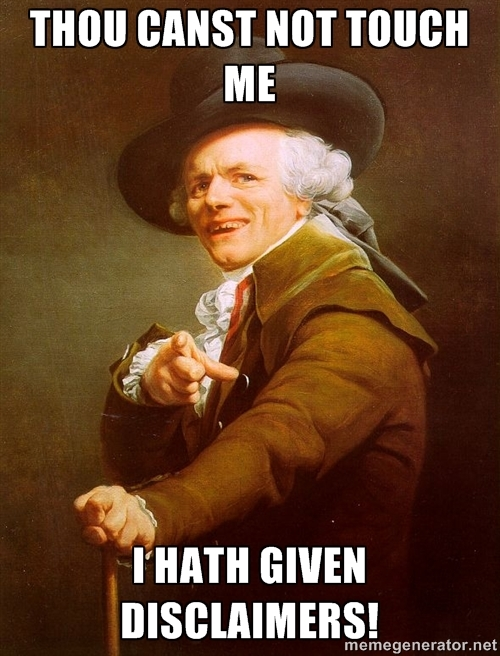 THOU CANST NOT TOUCH
ME
I HATH GIVEN
DISCLAIMERS!
memegenerator.net